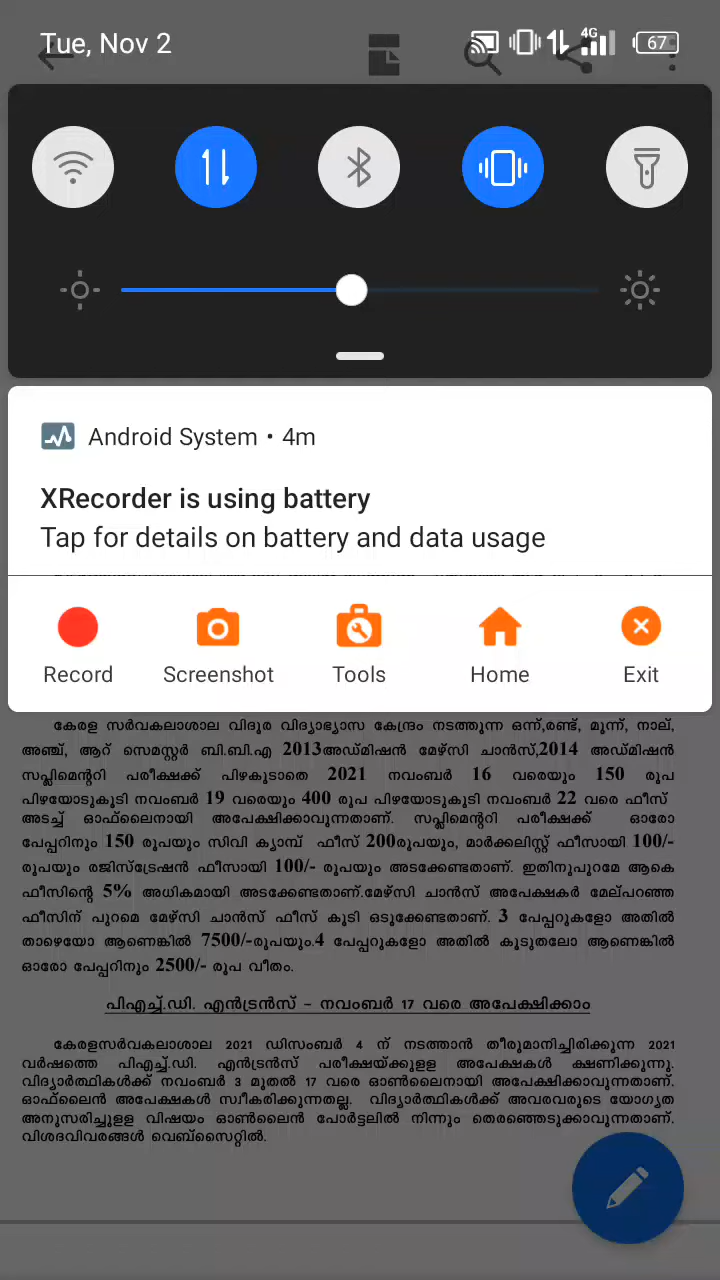 Tue, Nov 2
4G
67
Android System • 4m
XRecorder is using battery
Tap for details on battery and data usage
Record Screenshot Tools Home Exit
കേരള സർവകലാശാല വിദൂര വിദ്യാഭ്യാസ കേന്ദ്രം നടത്തുന്ന ഒന്ന്,രണ്ട്, മൂന്ന്, നാല്,
അഞ്ച്, ആറ് സെമസ്റ്റർ ബി.ബി.എ 2013അഡ്മിഷൻ മേഴ്സി ചാൻസ്,2014 അഡ്മിഷൻ
സപ്ലിമെന്ററി പരീക്ഷക്ക് പിഴകൂടാതെ 2021 നവംബർ 16 വരെയും 150 രൂപ
പിഴയോടുകൂടി നവംബർ 19 വരെയും 400 രൂപ പിഴയോടുകൂടി നവംബർ 22 വരെ ഫീസ്
അടച്ച് ഓഫ്‌ലൈനായി അപേക്ഷിക്കാവുന്നതാണ്. സപ്ലിമെന്ററി പരീക്ഷക്ക് ഓരോ
പേപ്പറിനും 150 രൂപയും സിവി ക്യാമ്പ് ഫീസ് 200രൂപയും, മാർക്ക്‌ലിസ്റ്റ് ഫീസായി 100/-
രൂപയും രജിസ്ട്രേഷൻ ഫീസായി 100/- രൂപയും അടക്കേണ്ടതാണ്. ഇതിനുപുറമേ ആകെ
ഫീസിന്റെ 5% അധികമായി അടക്കേണ്ടതാണ്.മേഴ്സി ചാൻസ് അപേക്ഷകർ മേല്പറഞ്ഞ
ഫീസിന് പുറമെ മേഴ്സി ചാൻസ് ഫീസ് കൂടി ഒടുക്കേണ്ടതാണ്. 3 പേപ്പറുകളോ അതിൽ
താഴെയോ ആണെങ്കിൽ 7500/-രൂപയും.4 പേപ്പറുകളോ അതിൽ കൂടുതലോ ആണെങ്കിൽ
ഓരോ പേപ്പറിനും 2500/- രൂപ വീതം.
പിഎച്ച്.ഡി. എൻട്രൻസ് – നവംബർ 17 വരെ അപേക്ഷിക്കാം
കേരളസർവകലാശാല 2021 ഡിസംബർ 4 ന് നടത്താൻ തീരുമാനിച്ചിരിക്കുന്ന 2021
വർഷത്തെ പിഎച്ച്.ഡി. എൻട്രൻസ് പരീക്ഷയ്ക്കുളള അപേക്ഷകൾ ക്ഷണിക്കുന്നു.
വിദ്യാർത്ഥികൾക്ക് നവംബർ 3 മുതൽ 17 വരെ ഓൺലൈനായി അപേക്ഷിക്കാവുന്നതാണ്.
ഓഫ്‌ലൈൻ അപേക്ഷകൾ സ്വീകരിക്കുന്നതല്ല. വിദ്യാർത്ഥികൾക്ക് അവരവരുടെ യോഗ്യത
അനുസരിച്ചുളള വിഷയം ഓൺലൈൻ പോർട്ടലിൽ നിന്നും തെരഞ്ഞെടുക്കാവുന്നതാണ്.
വിശദവിവരങ്ങൾ വെബ്സൈറ്റിൽ.